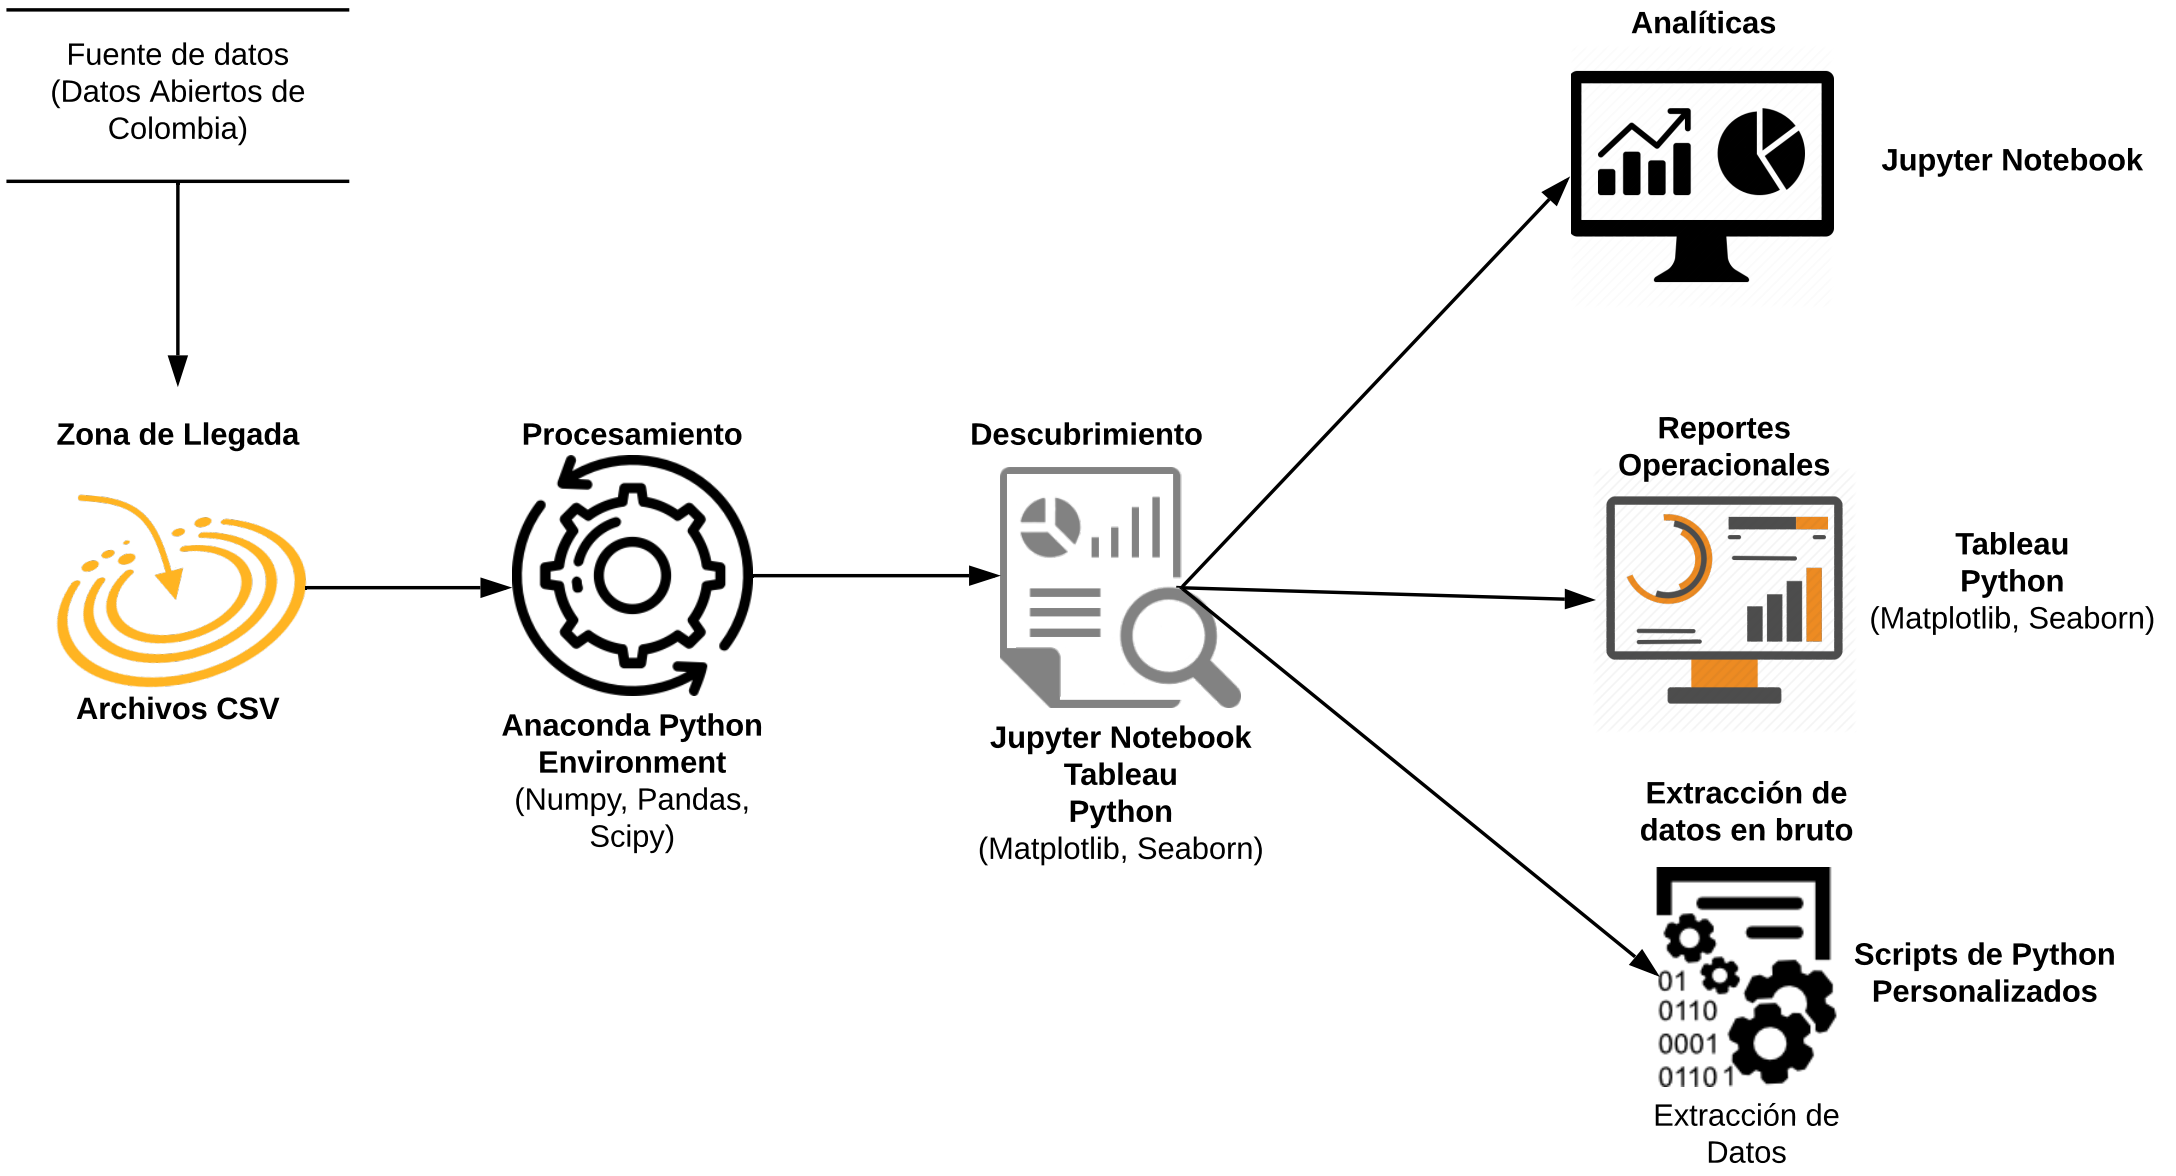 Fuente de datos
(Datos Abiertos de
Colombia)
Zona de Llegada
Archivos CSV
Procesamiento
Anaconda Python
Environment
(Numpy, Pandas,
Scipy)
Descubrimiento
Jupyter Notebook
Tableau
Python
(Matplotlib, Seaborn)
Analíticas
Jupyter Notebook
Reportes
Operacionales
Tableau
Python
(Matplotlib, Seaborn)
Extracción de
datos en bruto
01
0110
0001
0110 1
Scripts de Python
Personalizados
Extracción de
Datos